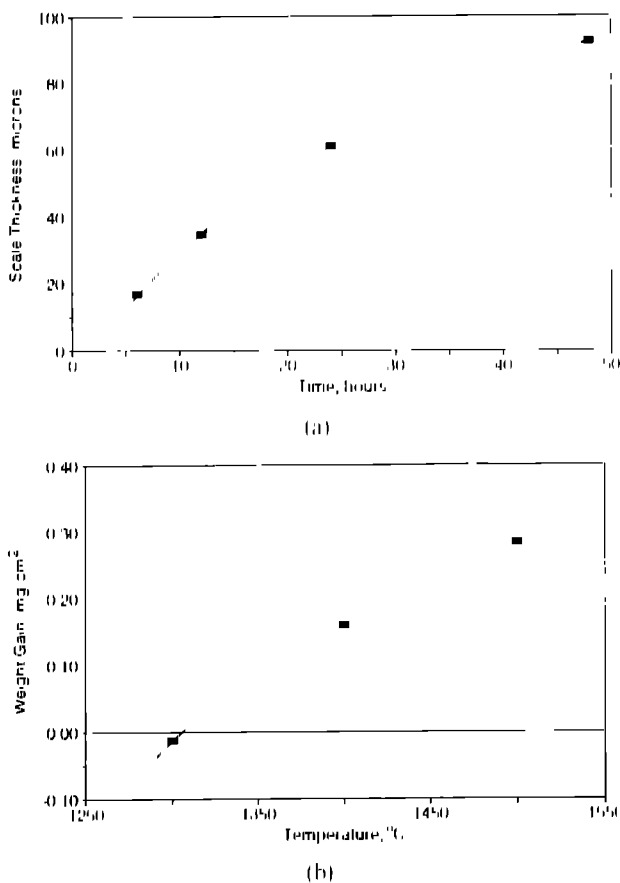 100
80
60
40
20
0
Scale Thickness, microns
0 10 20 30 40 50
Time, hours
(a)
0.40
0.30
0.20
0.10
0.00
-0.10
Weight Gain, mg cm²
1250 1350 1450 1550
Temperature, °C
(b)